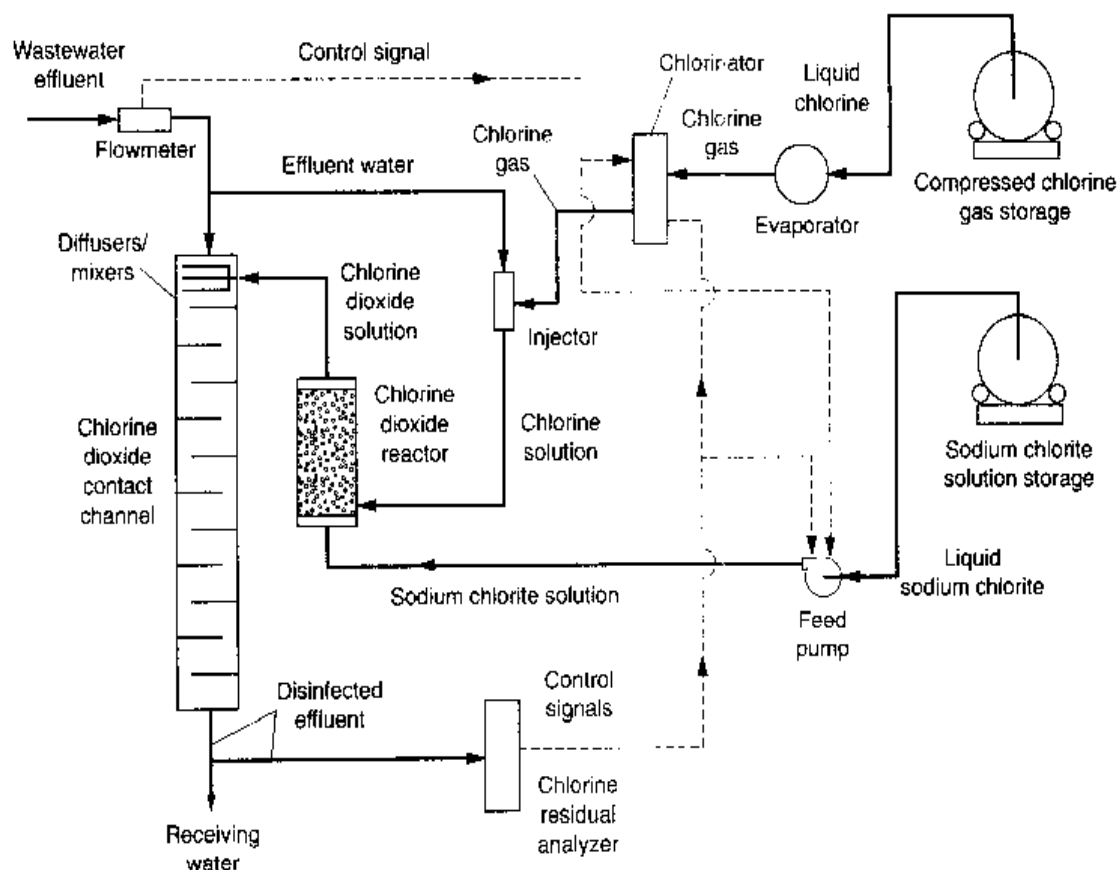 Wastewater
effluent
Control signal
Flowmeter
Effluent water
Chlorine
gas
Chlorinator
Chlorine
gas
Liquid
chlorine
Evaporator
Compressed chlorine
gas storage
Diffusers/
mixers
Chlorine
dioxide
solution
Injector
Chlorine
dioxide
reactor
Chlorine
solution
Chlorine
dioxide
contact
channel
Sodium chlorite
solution storage
Sodium chlorite solution
Liquid
sodium chlorite
Feed
pump
Disinfected
effluent
Control
signals
Chlorine
residual
analyzer
Receiving
water